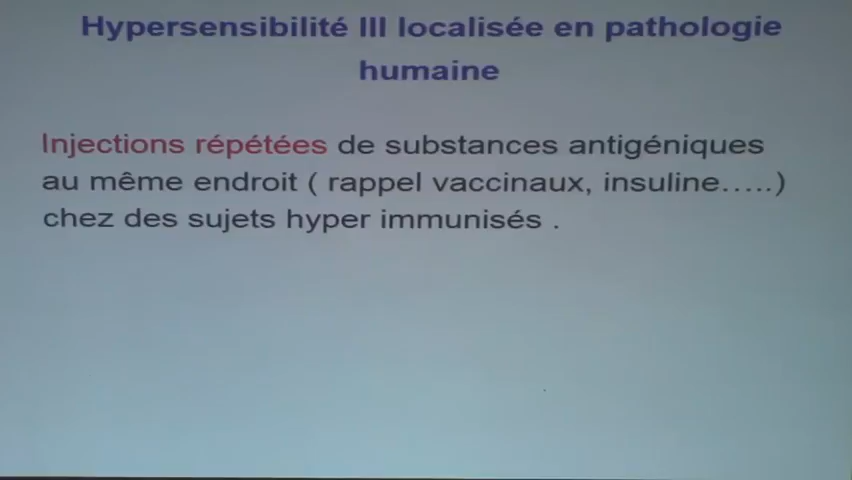 Hypersensibilité III localisée en pathologie
humaine
Injections répétées de substances antigéniques
au même endroit ( rappel vaccinaux, insuline.....)
chez des sujets hyper immunisés .